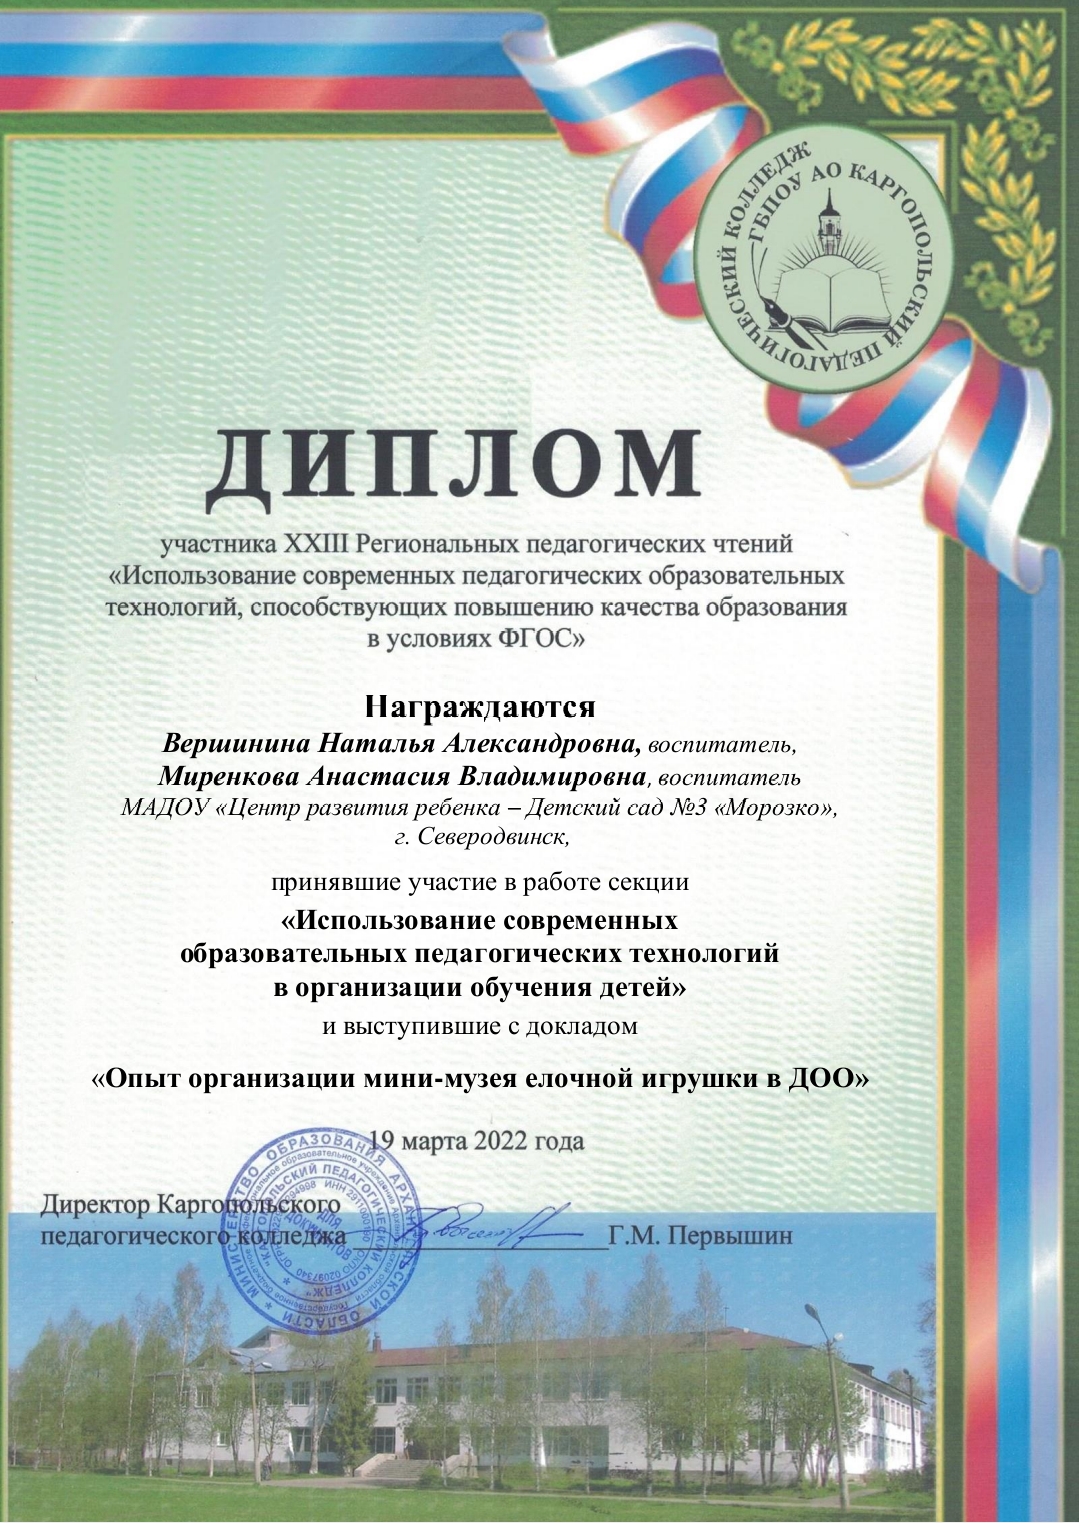 ГБПОУ АО КАРГОПОЛЬСКИЙ ПЕДАГОГИЧЕСКИЙ КОЛЛЕДЖ
ДИПЛОМ
участника XXIII Региональных педагогических чтений
«Использование современных педагогических образовательных
технологий, способствующих повышению качества образования
в условиях ФГОС»
Награждаются
Вершинина Наталья Александровна, воспитатель,
Миренкова Анастасия Владимировна, воспитатель
МАДОУ «Центр развития ребенка – Детский сад №3 «Морозко»,
г. Северодвинск,
принявшие участие в работе секции
«Использование современных
образовательных педагогических технологий
в организации обучения детей»
и выступившие с докладом
«Опыт организации мини-музея елочной игрушки в ДОО»
19 марта 2022 года
Директор Каргопольского
педагогического колледжа Г.М. Первышин
МИНИСТЕРСТВО ОБРАЗОВАНИЯ АРХАНГЕЛЬСКОЙ ОБЛАСТИ
"КАРГОПОЛЬСКИЙ ПЕДАГОГИЧЕСКИЙ КОЛЛЕДЖ"
ДЛЯ
ДОКУМЕНТОВ